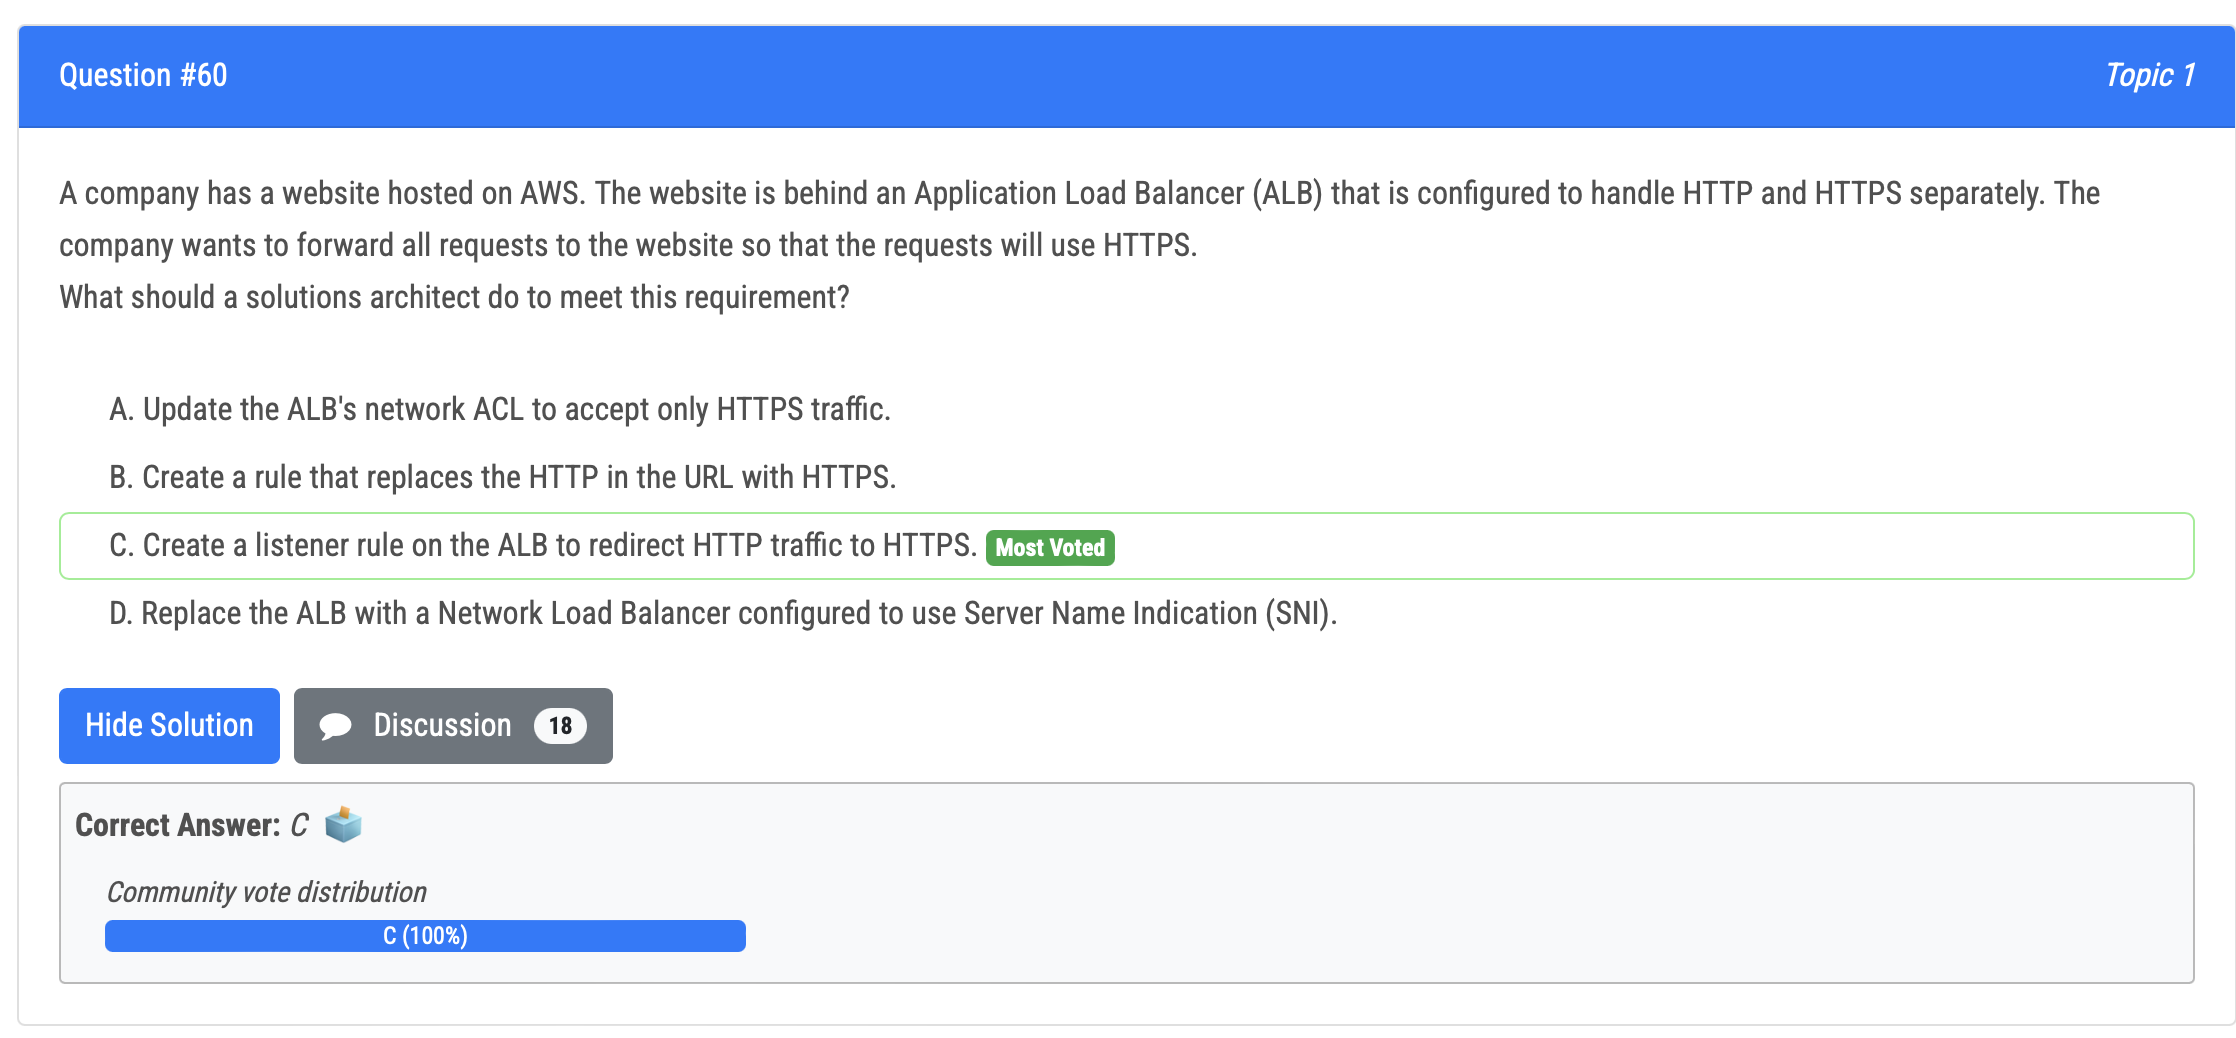 Question #60
Topic 1
A company has a website hosted on AWS. The website is behind an Application Load Balancer (ALB) that is configured to handle HTTP and HTTPS separately. The
company wants to forward all requests to the website so that the requests will use HTTPS.
What should a solutions architect do to meet this requirement?
A. Update the ALB's network ACL to accept only HTTPS traffic.
B. Create a rule that replaces the HTTP in the URL with HTTPS.
C. Create a listener rule on the ALB to redirect HTTP traffic to HTTPS. Most Voted
D. Replace the ALB with a Network Load Balancer configured to use Server Name Indication (SNI).
Hide Solution
Discussion 18
Correct Answer: C
Community vote distribution
C (100%)